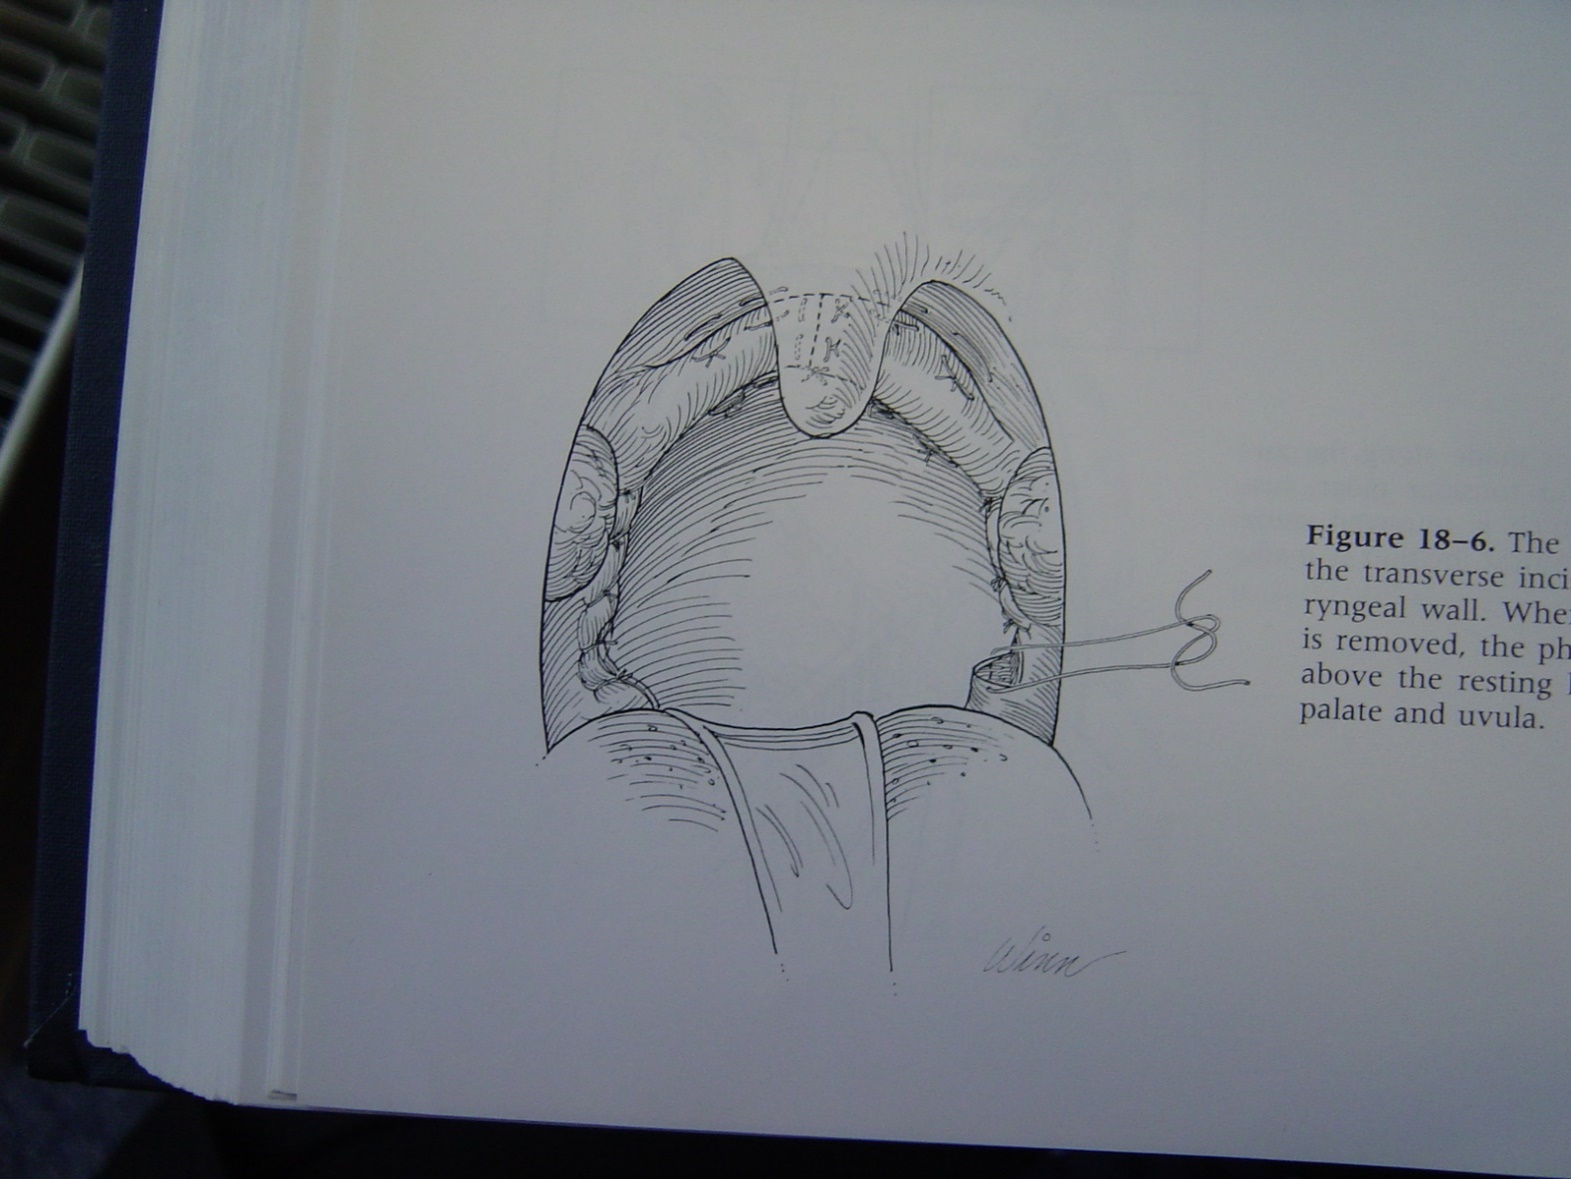 Figure 18–6. The
the transverse inci
ryngeal wall. Whe
is removed, the ph
above the resting
palate and uvula.
Winn